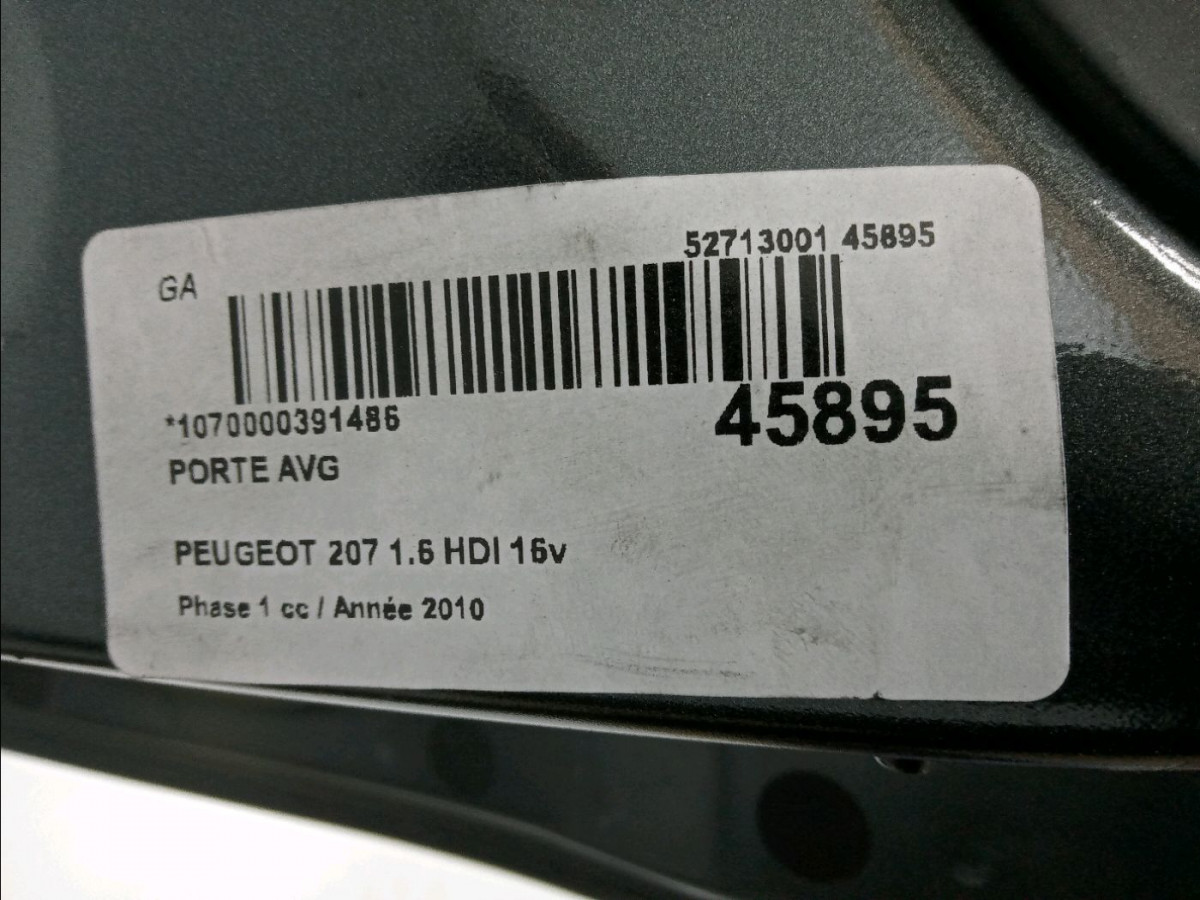 52713001 45895
GA
*1070000391486
45895
PORTE AVG
PEUGEOT 207 1.6 HDI 16v
Phase 1 cc / Année 2010